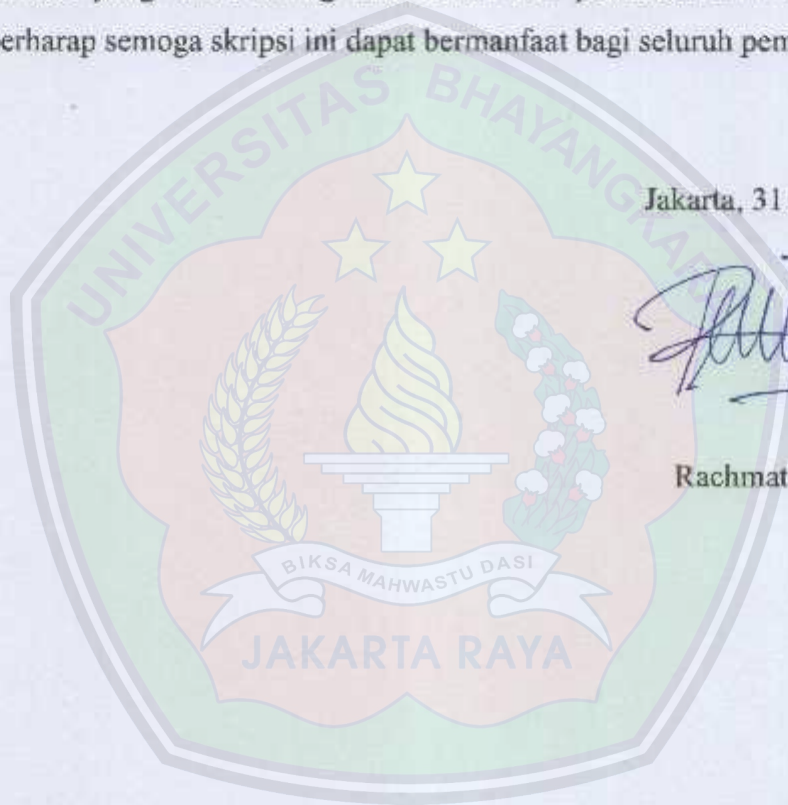 erharap semoga skripsi ini dapat bermanfaat bagi seluruh pem
UNIVERSITAS BHAYANGKARA
Jakarta, 31
Rachmat
BIKSA MAHWASTU DASI
JAKARTA RAYA